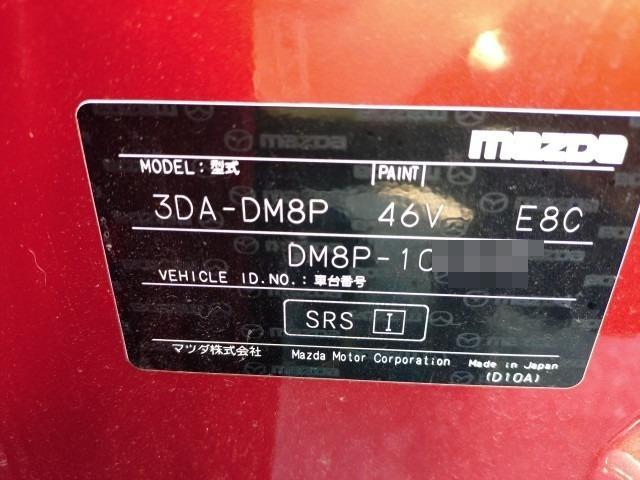 mazda
MODEL：型式 PAINT
3DA-DM8P 46V E8C
DM8P-10
VEHICLE ID.NO.：車台番号
SRS I
マツダ株式会社 Mazda Motor Corporation Made in Japan
(D10A)